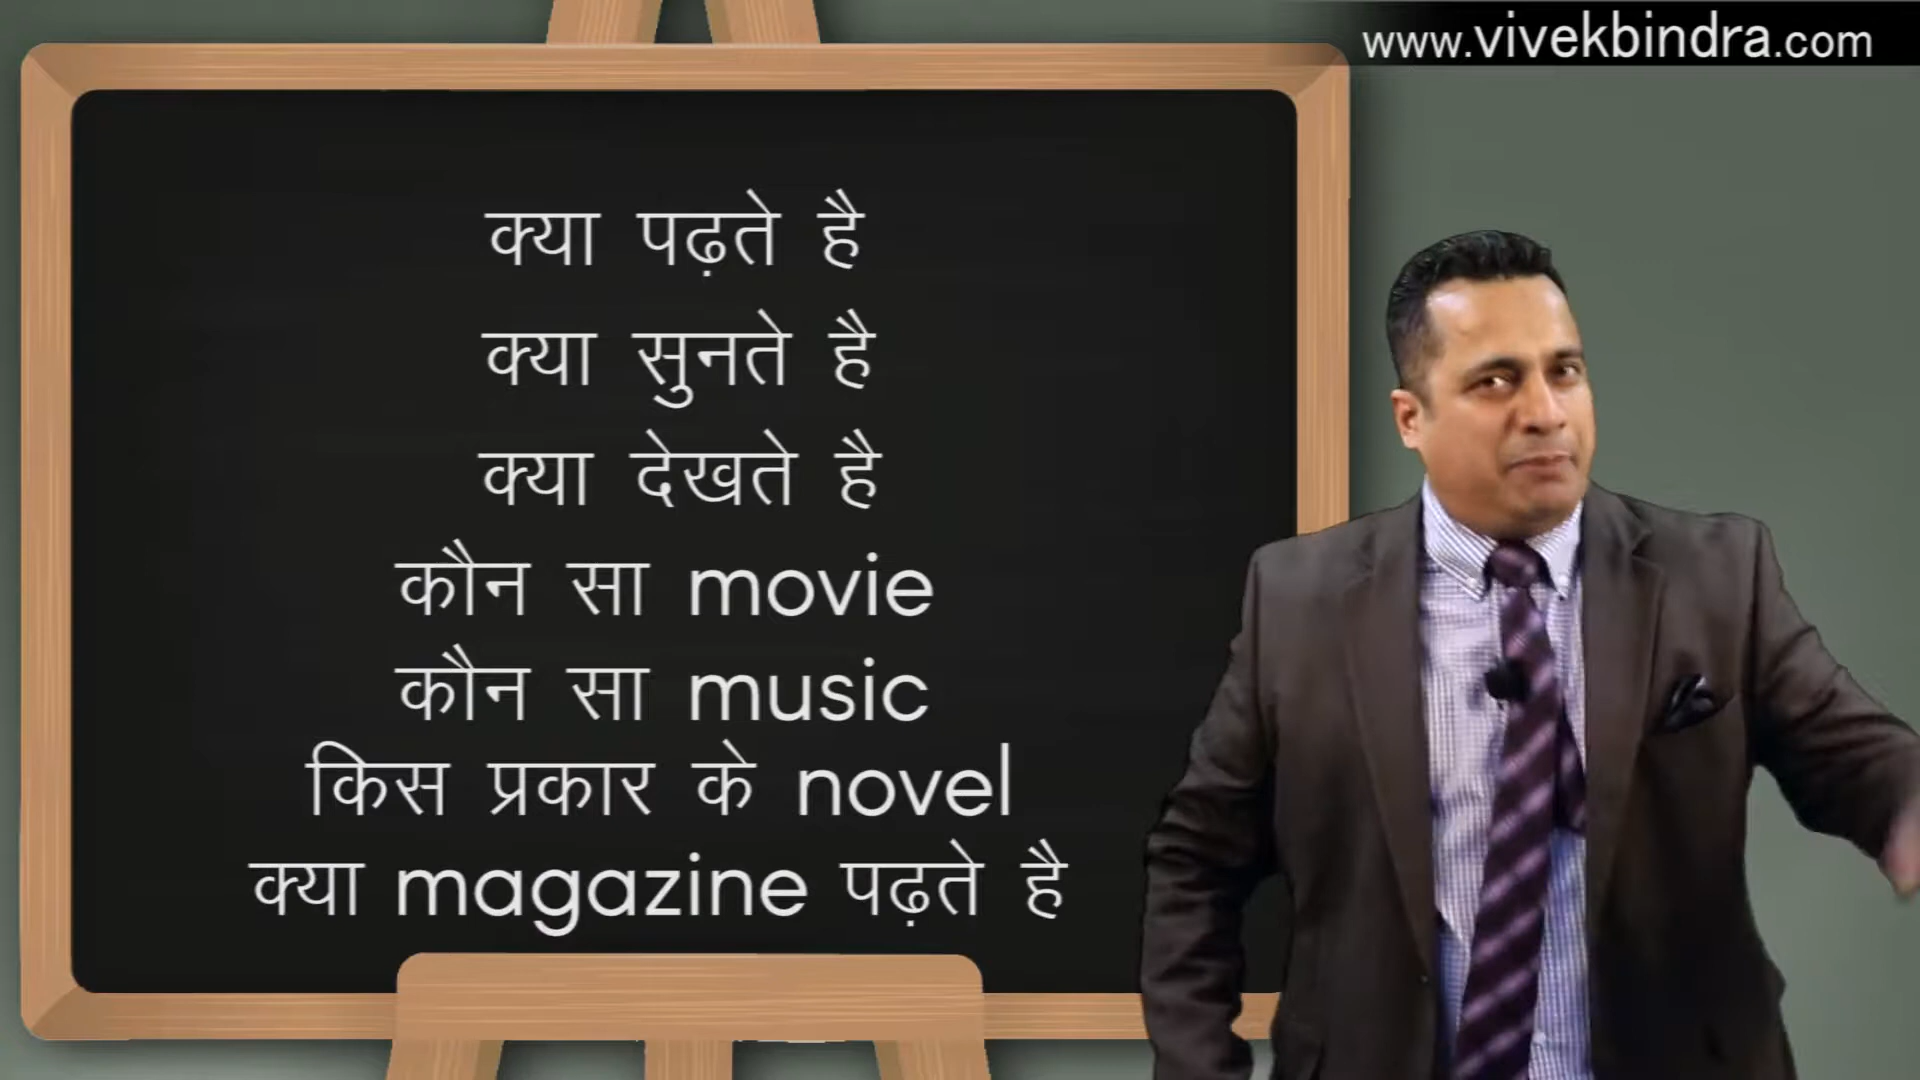 www.vivekbindra.com
क्या पढ़ते है
क्या सुनते है
क्या देखते है
कौन सा movie
कौन सा music
किस प्रकार के novel
क्या magazine पढ़ते है